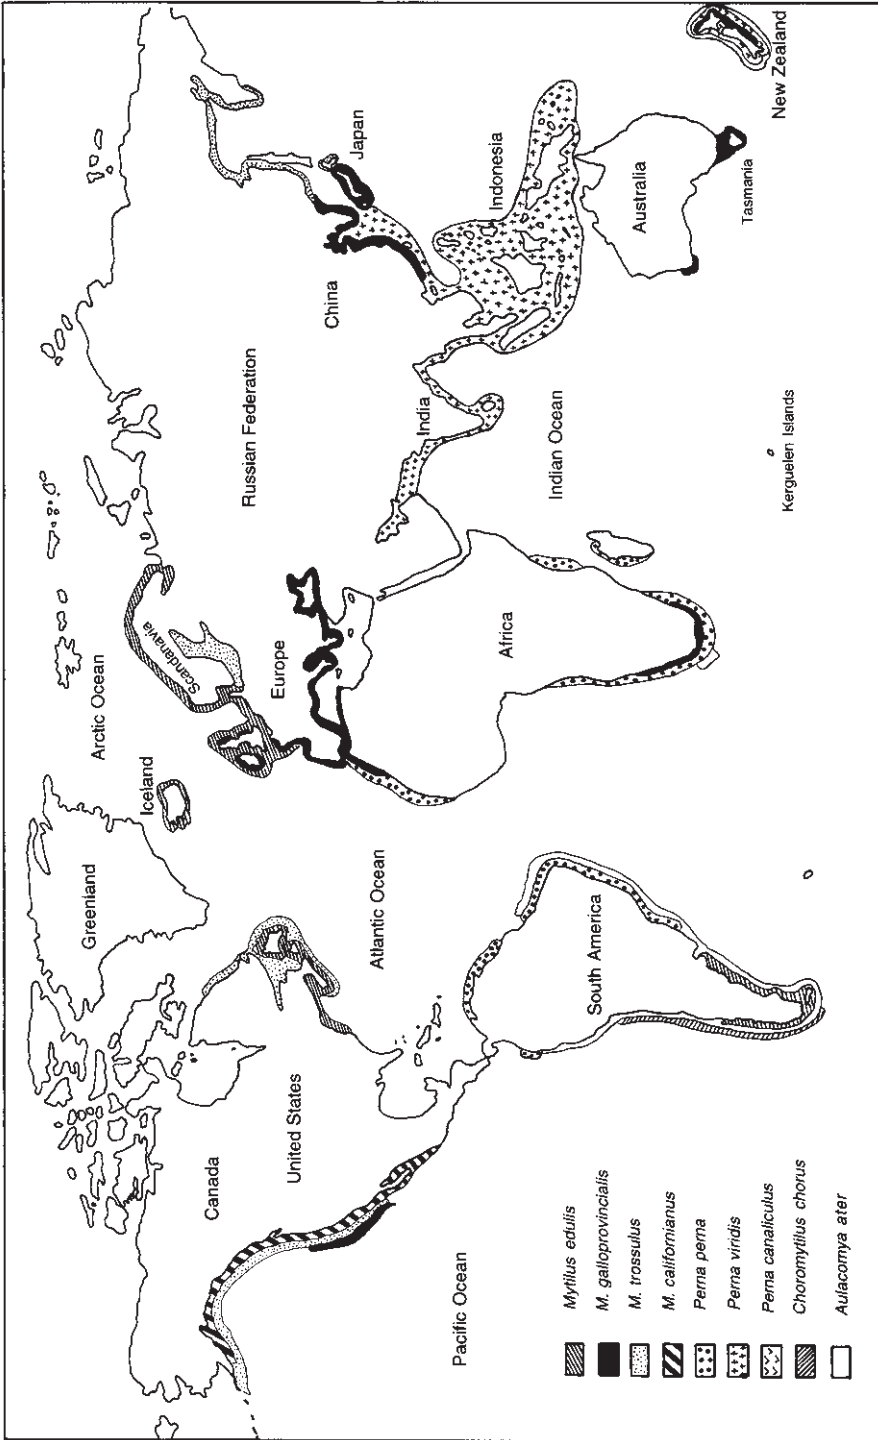 Arctic Ocean
Greenland
Iceland
Scandanavia
Russian Federation
Canada
United States
Atlantic Ocean
Europe
China
Japan
Pacific Ocean
South America
Africa
India
Indian Ocean
Indonesia
Australia
Tasmania
New Zealand
Kerguelen Islands
Mytilus edulis
M. galloprovincialis
M. trossulus
M. californianus
Perna perna
Perna viridis
Perna canaliculus
Choromytilus chorus
Aulacomya ater